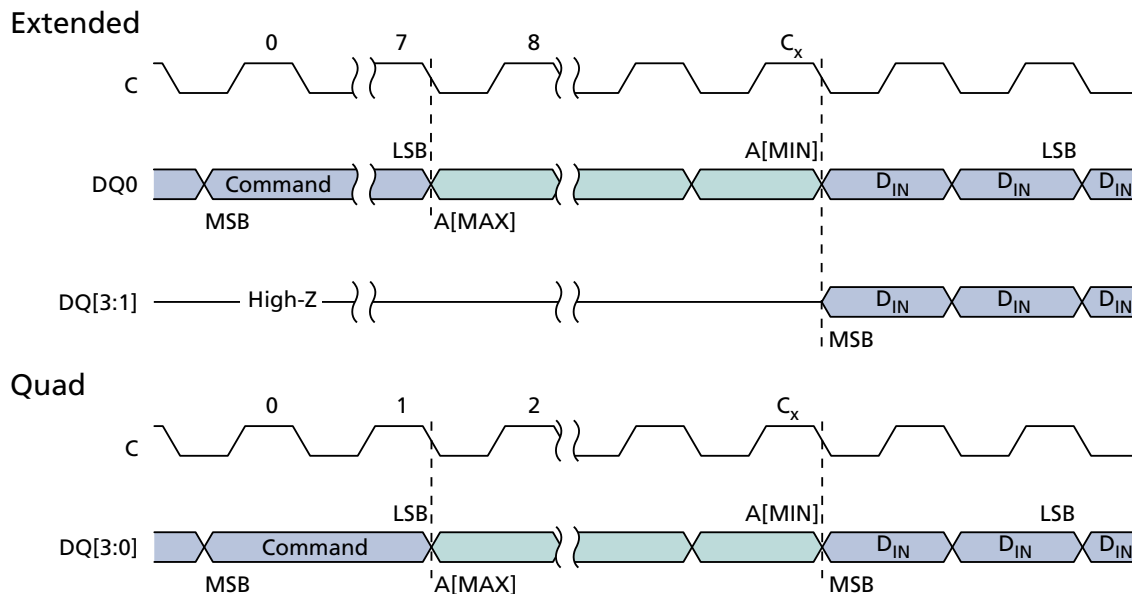 Extended
0 7 8 Cx
C
LSB A[MIN] LSB
DQ0 Command DIN DIN DIN
MSB A[MAX]
DQ[3:1] High-Z DIN DIN DIN
MSB
Quad
0 1 2 Cx
C
LSB A[MIN] LSB
DQ[3:0] Command DIN DIN DIN
MSB A[MAX] MSB